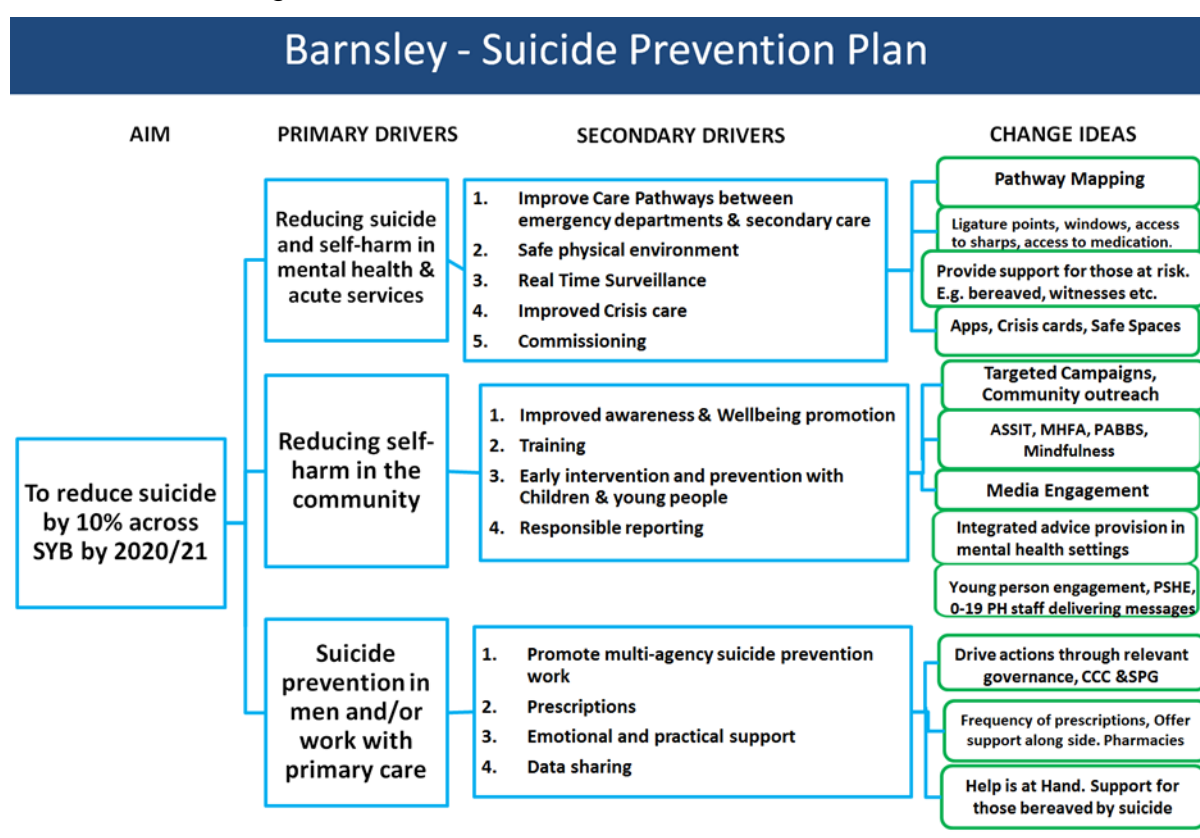 Barnsley - Suicide Prevention Plan
AIM
PRIMARY DRIVERS
SECONDARY DRIVERS
CHANGE IDEAS
To reduce suicide
by 10% across
SYB by 2020/21
Reducing suicide
and self-harm in
mental health &
acute services
1. Improve Care Pathways between
emergency departments & secondary care
2. Safe physical environment
3. Real Time Surveillance
4. Improved Crisis care
5. Commissioning
Pathway Mapping
Ligature points, windows, access
to sharps, access to medication.
Provide support for those at risk.
E.g. bereaved, witnesses etc.
Apps, Crisis cards, Safe Spaces
Reducing self-
harm in the
community
1. Improved awareness & Wellbeing promotion
2. Training
3. Early intervention and prevention with
Children & young people
4. Responsible reporting
Targeted Campaigns,
Community outreach
ASSIT, MHFA, PABBS,
Mindfulness
Media Engagement
Integrated advice provision in
mental health settings
Young person engagement, PSHE,
0-19 PH staff delivering messages
Suicide
prevention in
men and/or
work with
primary care
1. Promote multi-agency suicide prevention
work
2. Prescriptions
3. Emotional and practical support
4. Data sharing
Drive actions through relevant
governance, CCC &SPG
Frequency of prescriptions, Offer
support along side. Pharmacies
Help is at Hand. Support for
those bereaved by suicide